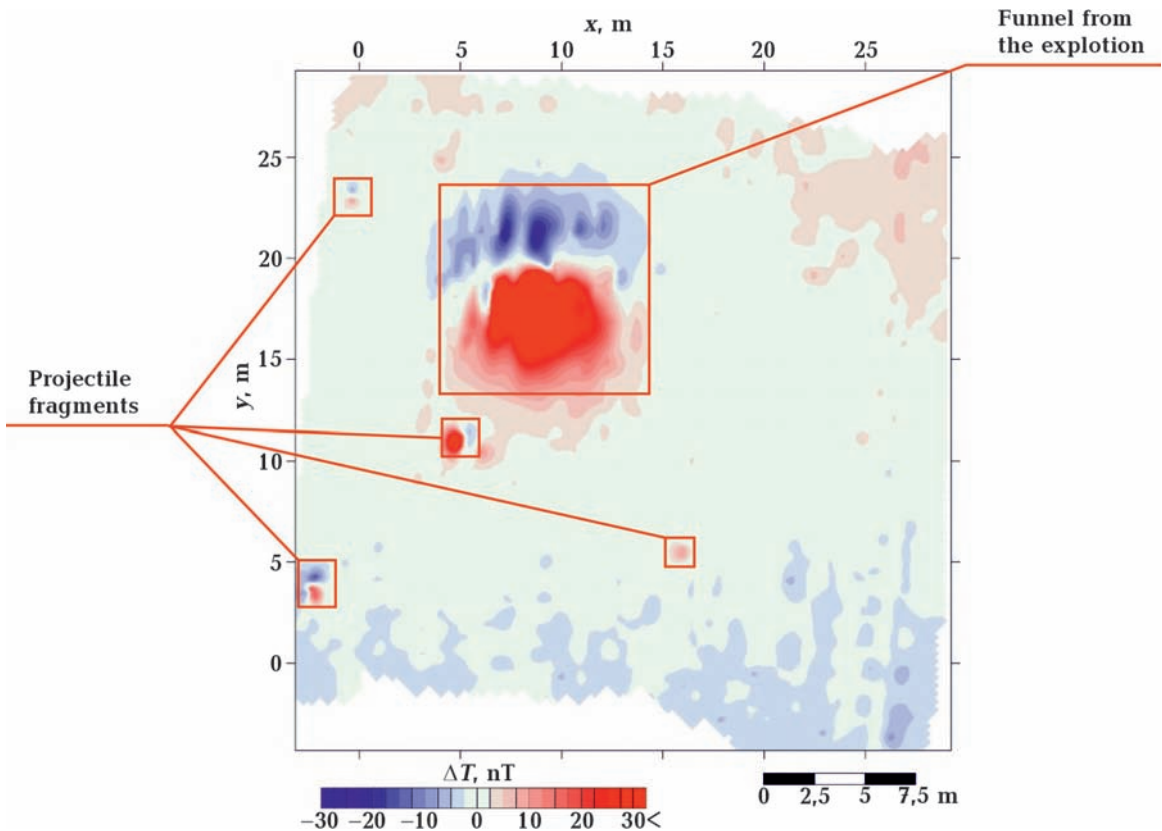 Funnel from
the explotion
x, m
0 5 10 15 20 25
25
20
15
10
5
0
y, m
Projectile
fragments
ΔT, nT
−30 −20 −10 0 10 20 30<
0 2,5 5 7,5 m